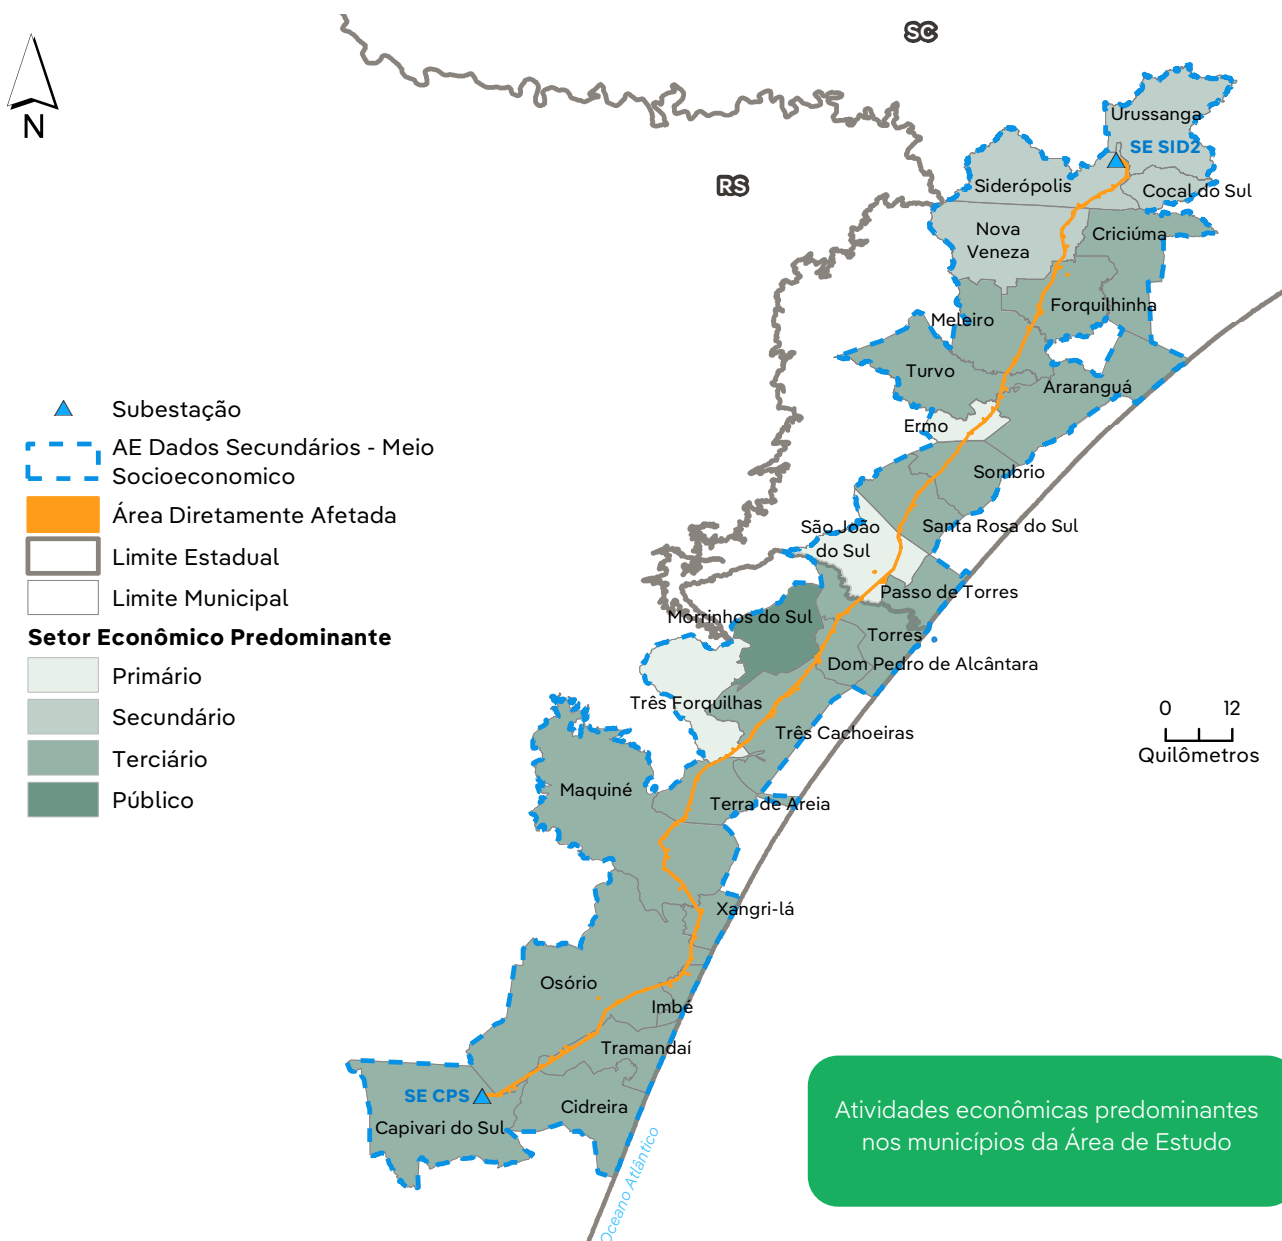 SC
N
Urussanga
SE SID2
RS
Siderópolis
Cocal do Sul
Nova
Veneza
Criciúma
Forquilhinha
Meleiro
Turvo
Araranguá
Ermo
Sombrio
São João
do Sul
Santa Rosa do Sul
Passo de Torres
Morrinhos do Sul
Torres
Dom Pedro de Alcântara
Três Forquilhas
Três Cachoeiras
Maquiné
Terra de Areia
Xangri-lá
Osório
Imbé
Tramandaí
SE CPS
Cidreira
Capivari do Sul
Oceano Atlântico
Subestação
AE Dados Secundários - Meio
Socioeconomico
Área Diretamente Afetada
Limite Estadual
Limite Municipal
Setor Econômico Predominante
Primário
Secundário
Terciário
Público
0 12
Quilômetros
Atividades econômicas predominantes
nos municípios da Área de Estudo